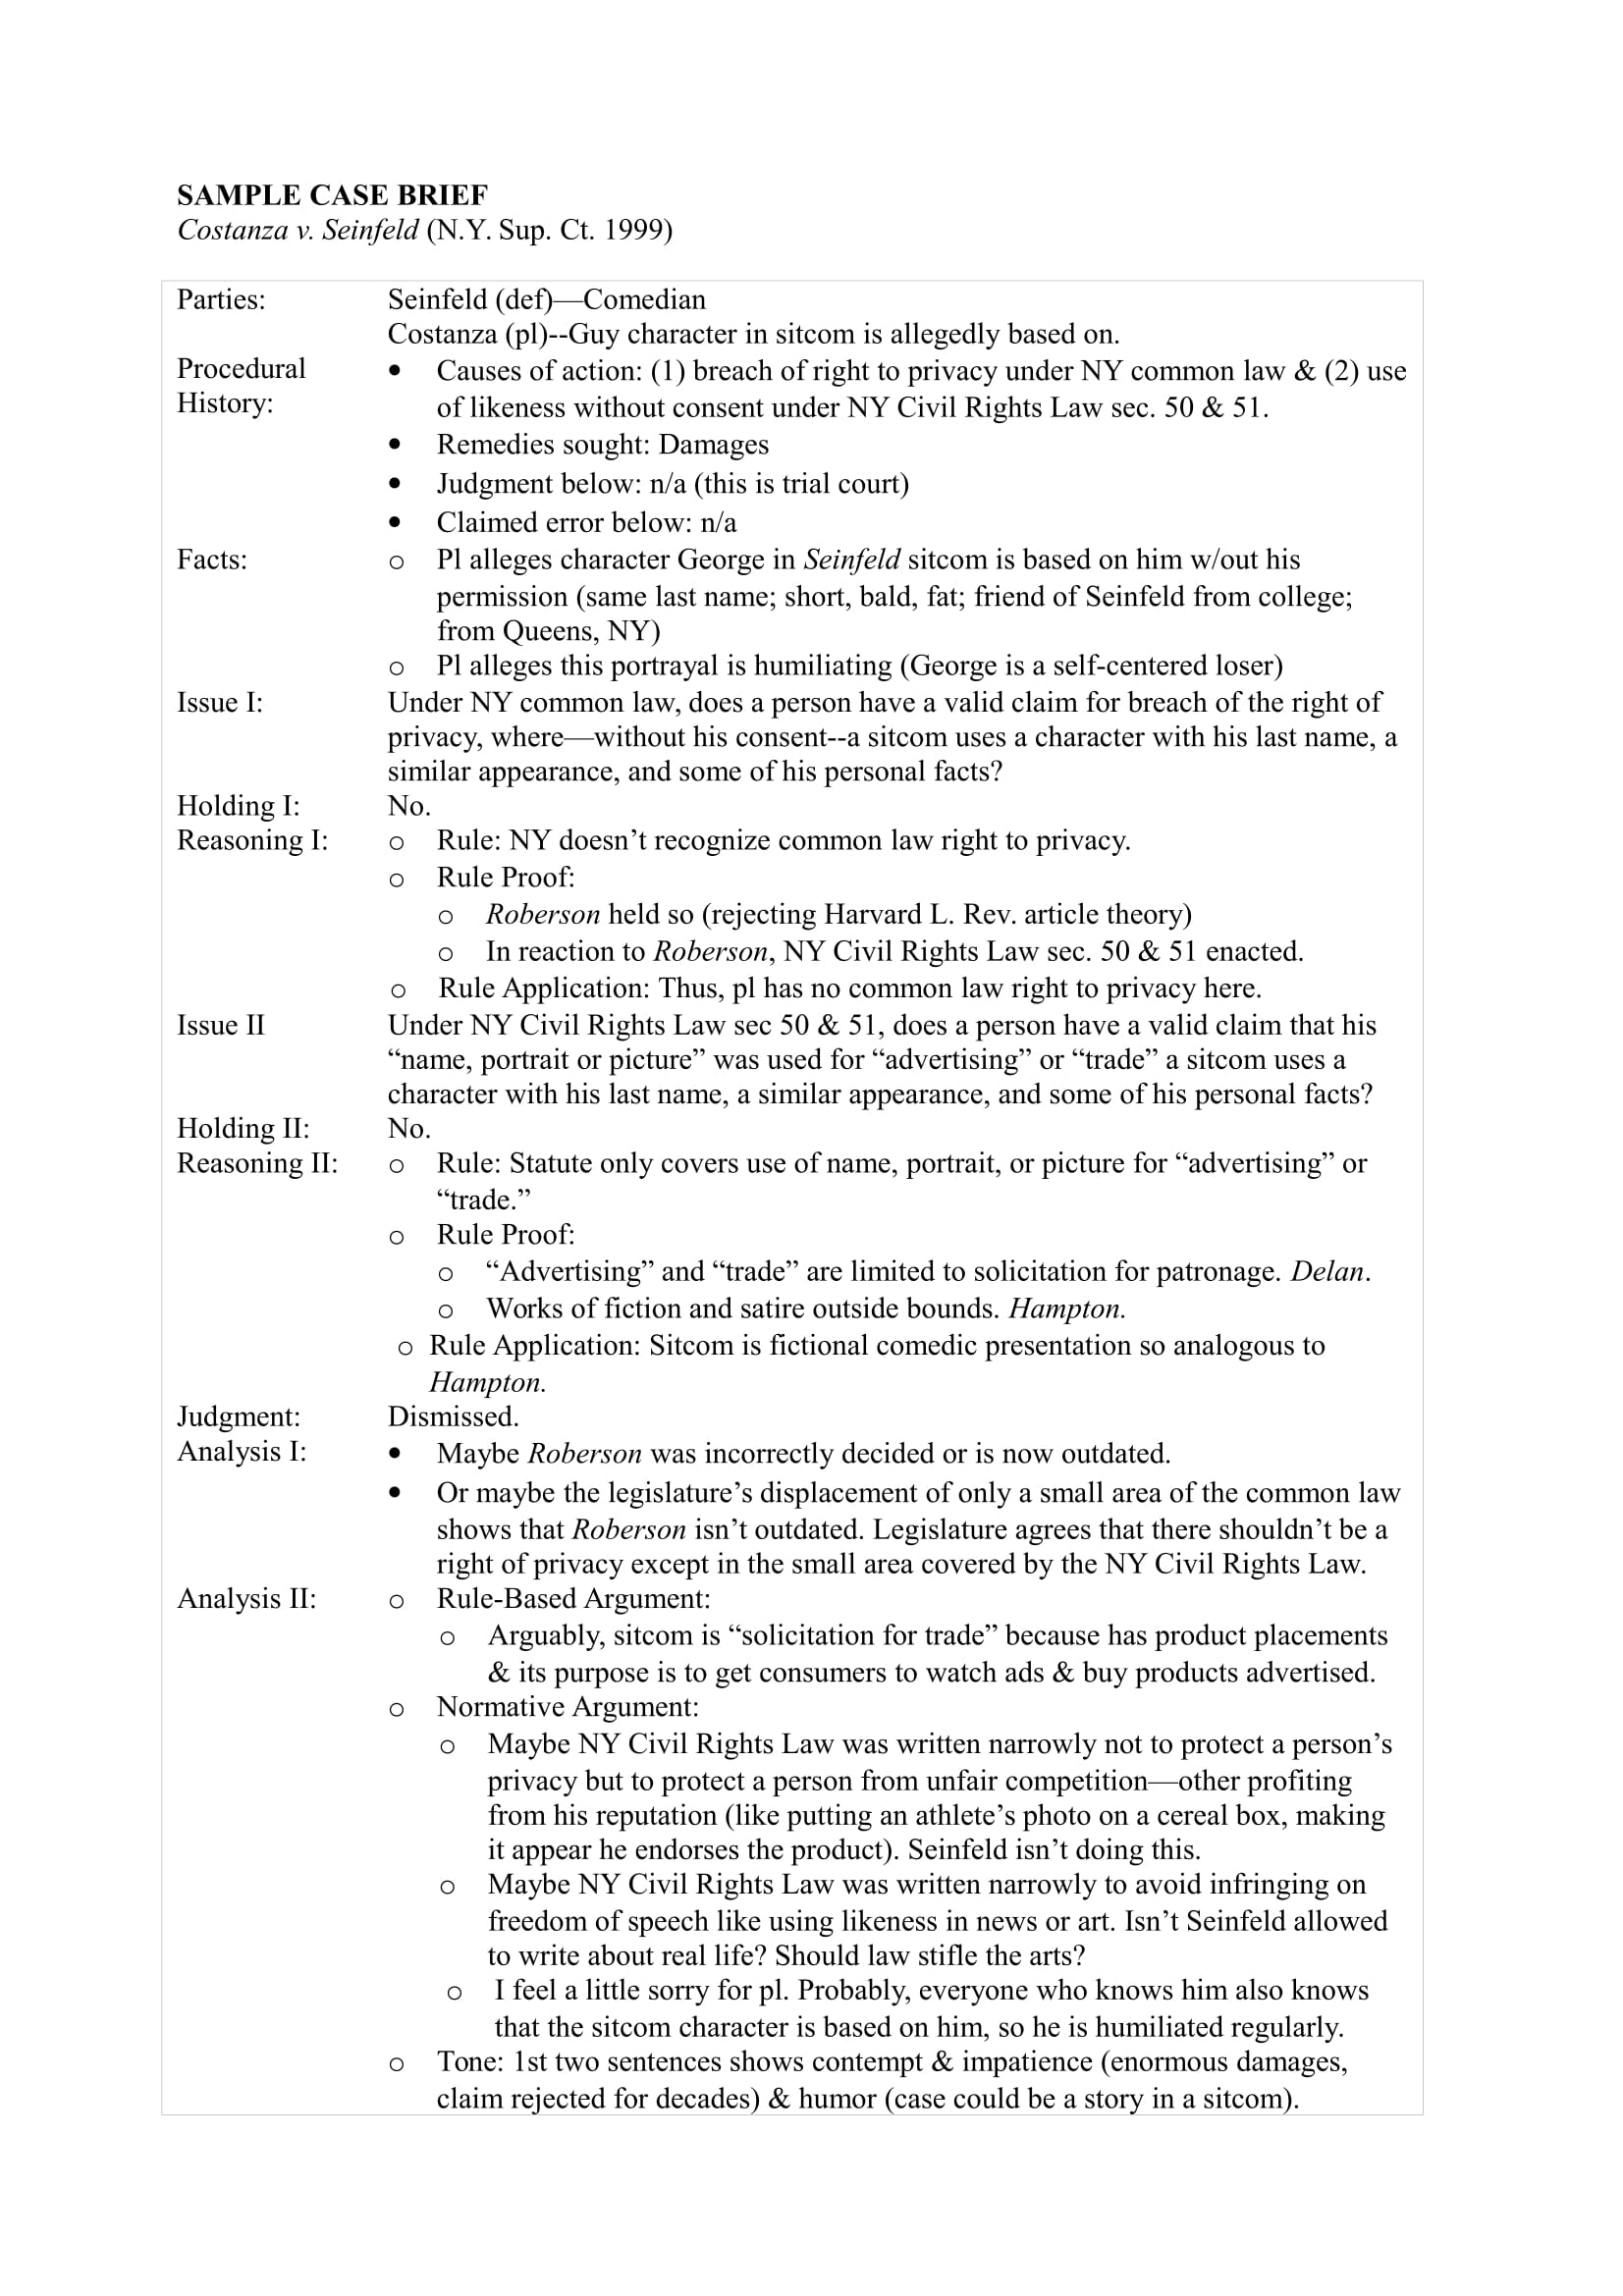 SAMPLE CASE BRIEF
Costanza v. Seinfeld (N.Y. Sup. Ct. 1999)
Parties: Seinfeld (def)—Comedian
Costanza (pl)--Guy character in sitcom is allegedly based on.
Procedural History:
• Causes of action: (1) breach of right to privacy under NY common law & (2) use
of likeness without consent under NY Civil Rights Law sec. 50 & 51.
• Remedies sought: Damages
• Judgment below: n/a (this is trial court)
• Claimed error below: n/a
Facts: o Pl alleges character George in Seinfeld sitcom is based on him w/out his
permission (same last name; short, bald, fat; friend of Seinfeld from college;
from Queens, NY)
o Pl alleges this portrayal is humiliating (George is a self-centered loser)
Issue I: Under NY common law, does a person have a valid claim for breach of the right of
privacy, where—without his consent--a sitcom uses a character with his last name, a
similar appearance, and some of his personal facts?
Holding I: No.
Reasoning I: o Rule: NY doesn’t recognize common law right to privacy.
o Rule Proof:
o Roberson held so (rejecting Harvard L. Rev. article theory)
o In reaction to Roberson, NY Civil Rights Law sec. 50 & 51 enacted.
o Rule Application: Thus, pl has no common law right to privacy here.
Issue II Under NY Civil Rights Law sec 50 & 51, does a person have a valid claim that his
“name, portrait or picture” was used for “advertising” or “trade” a sitcom uses a
character with his last name, a similar appearance, and some of his personal facts?
Holding II: No.
Reasoning II: o Rule: Statute only covers use of name, portrait, or picture for “advertising” or
“trade.”
o Rule Proof:
o “Advertising” and “trade” are limited to solicitation for patronage. Delan.
o Works of fiction and satire outside bounds. Hampton.
o Rule Application: Sitcom is fictional comedic presentation so analogous to
Hampton.
Judgment: Dismissed.
Analysis I: • Maybe Roberson was incorrectly decided or is now outdated.
• Or maybe the legislature’s displacement of only a small area of the common law
shows that Roberson isn’t outdated. Legislature agrees that there shouldn’t be a
right of privacy except in the small area covered by the NY Civil Rights Law.
Analysis II: o Rule-Based Argument:
o Arguably, sitcom is “solicitation for trade” because has product placements
& its purpose is to get consumers to watch ads & buy products advertised.
o Normative Argument:
o Maybe NY Civil Rights Law was written narrowly not to protect a person’s
privacy but to protect a person from unfair competition—other profiting
from his reputation (like putting an athlete’s photo on a cereal box, making
it appear he endorses the product). Seinfeld isn’t doing this.
o Maybe NY Civil Rights Law was written narrowly to avoid infringing on
freedom of speech like using likeness in news or art. Isn’t Seinfeld allowed
to write about real life? Should law stifle the arts?
o I feel a little sorry for pl. Probably, everyone who knows him also knows
that the sitcom character is based on him, so he is humiliated regularly.
o Tone: 1st two sentences shows contempt & impatience (enormous damages,
claim rejected for decades) & humor (case could be a story in a sitcom).